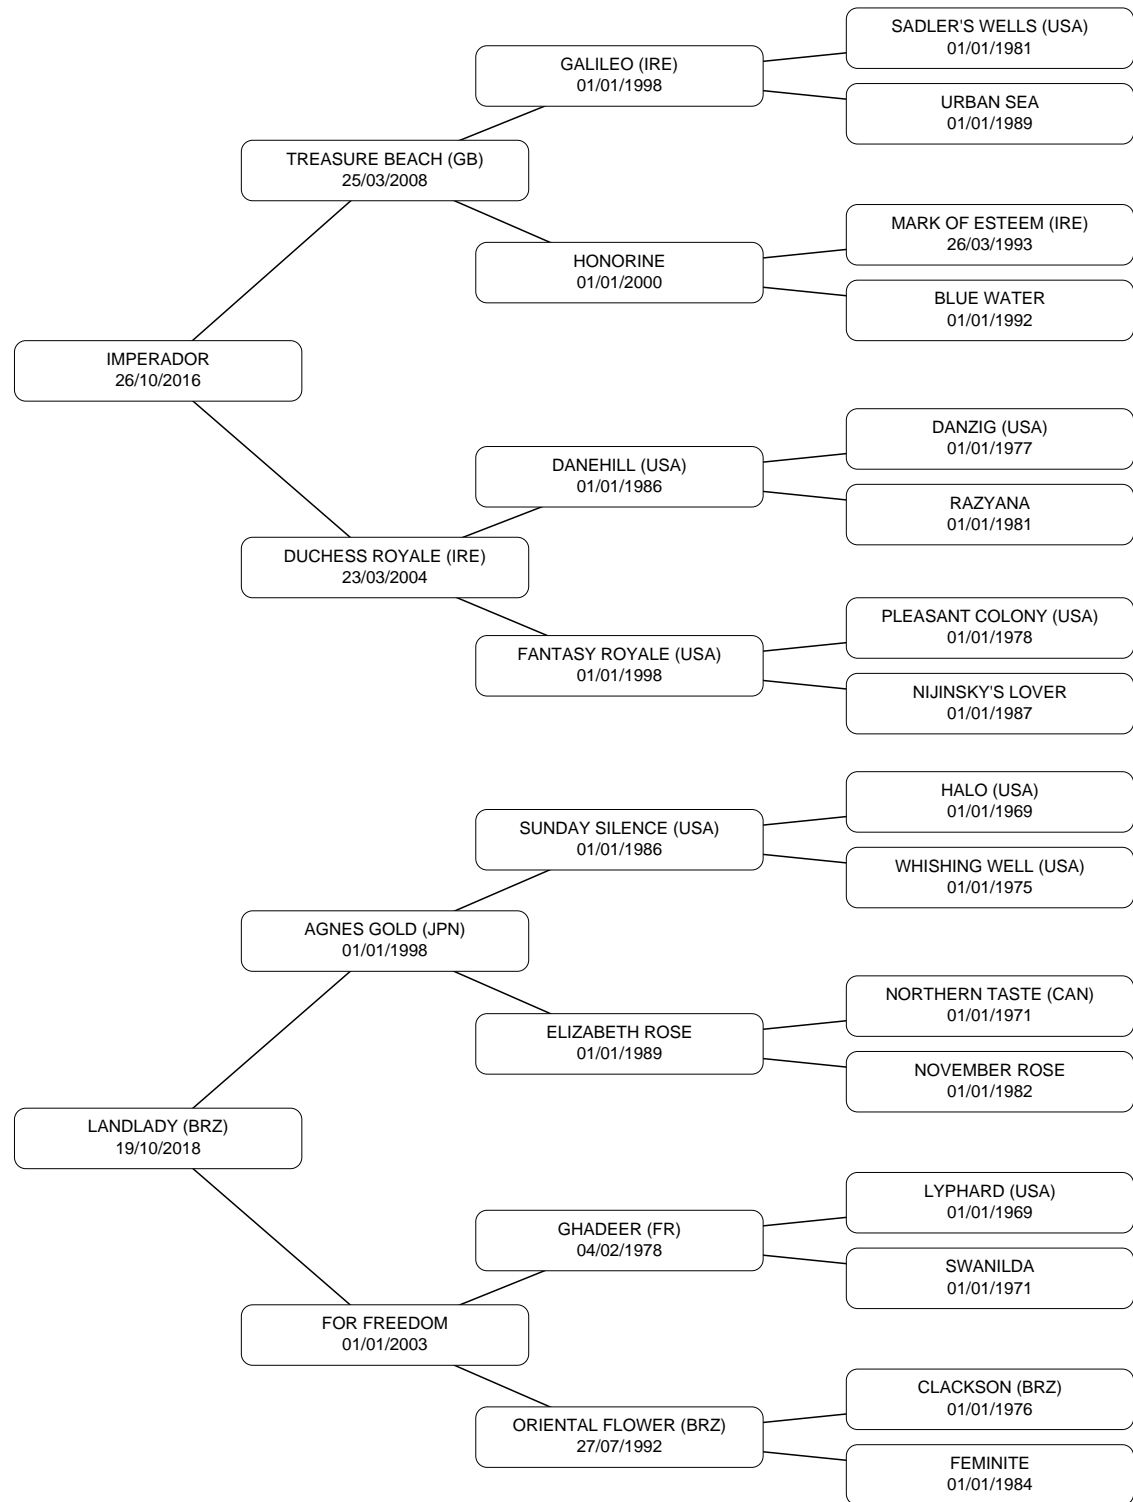 SADLER'S WELLS (USA)
01/01/1981
GALILEO (IRE)
01/01/1998
URBAN SEA
01/01/1989
TREASURE BEACH (GB)
25/03/2008
MARK OF ESTEEM (IRE)
26/03/1993
HONORINE
01/01/2000
BLUE WATER
01/01/1992
IMPERADOR
26/10/2016
DANZIG (USA)
01/01/1977
DANEHILL (USA)
01/01/1986
RAZYANA
01/01/1981
DUCHESS ROYALE (IRE)
23/03/2004
PLEASANT COLONY (USA)
01/01/1978
FANTASY ROYALE (USA)
01/01/1998
NIJINSKY'S LOVER
01/01/1987
HALO (USA)
01/01/1969
SUNDAY SILENCE (USA)
01/01/1986
WHISHING WELL (USA)
01/01/1975
AGNES GOLD (JPN)
01/01/1998
NORTHERN TASTE (CAN)
01/01/1971
ELIZABETH ROSE
01/01/1989
NOVEMBER ROSE
01/01/1982
LANDLADY (BRZ)
19/10/2018
LYPHARD (USA)
01/01/1969
GHADEER (FR)
04/02/1978
SWANILDA
01/01/1971
FOR FREEDOM
01/01/2003
CLACKSON (BRZ)
01/01/1976
ORIENTAL FLOWER (BRZ)
27/07/1992
FEMINITE
01/01/1984